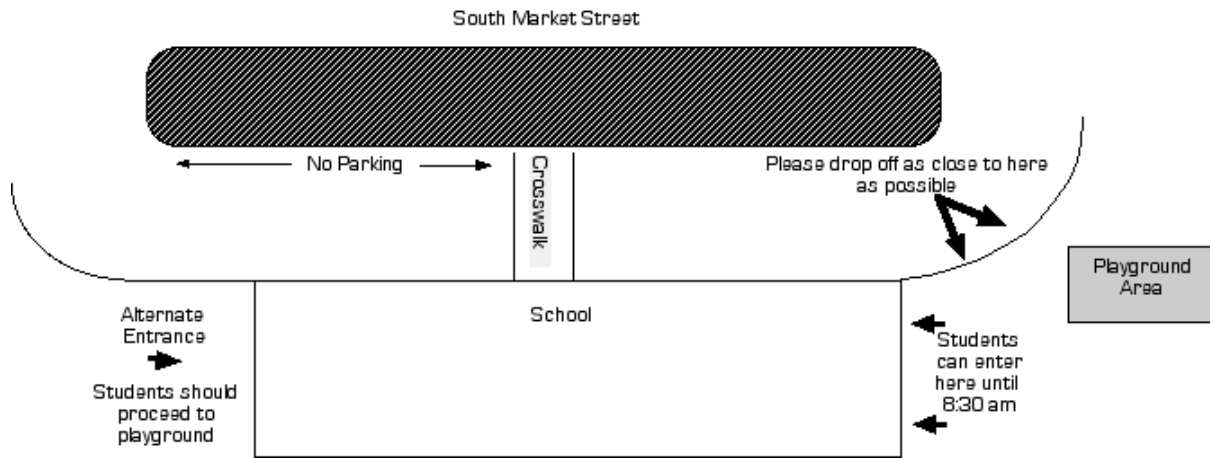 South Market Street
No Parking
Crosswalk
Please drop off as close to here
as possible
Playground
Area
Alternate
Entrance
Students should
proceed to
playground
School
Students
can enter
here until
8:30 am